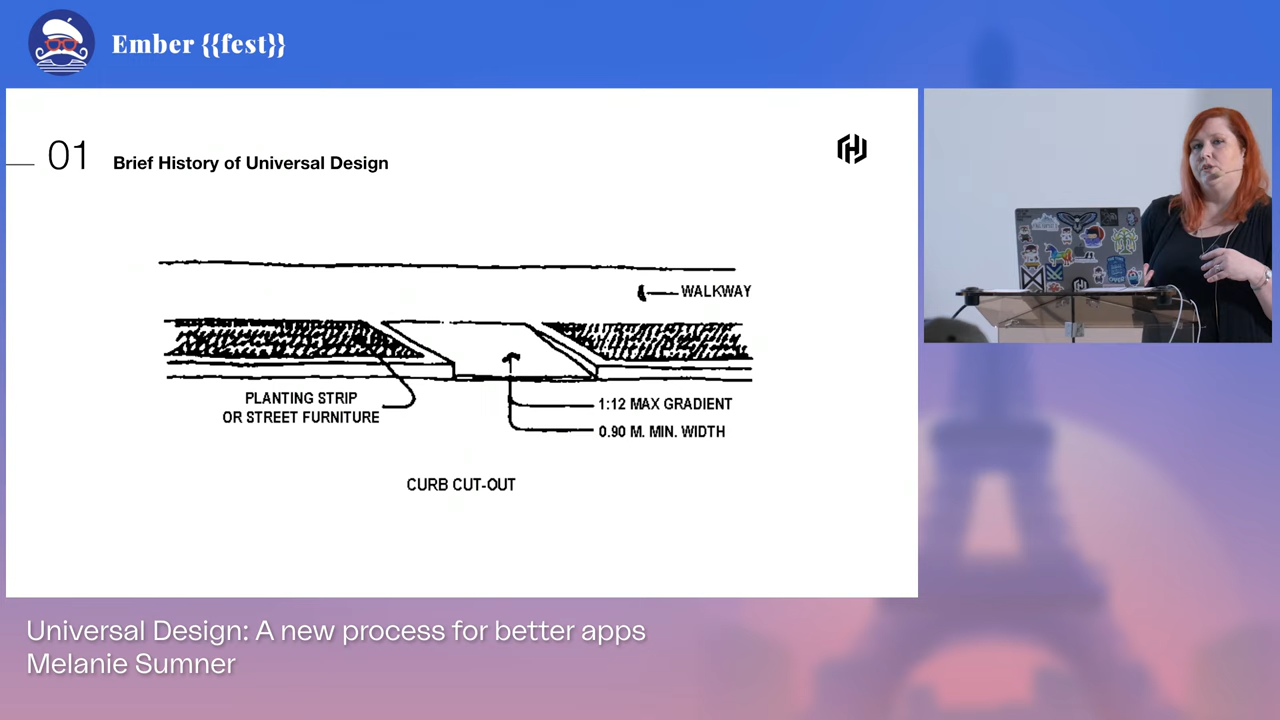 Ember {{fest}}
01 Brief History of Universal Design
WALKWAY
PLANTING STRIP
OR STREET FURNITURE
1:12 MAX GRADIENT
0.90 M. MIN. WIDTH
CURB CUT-OUT
Universal Design: A new process for better apps
Melanie Sumner